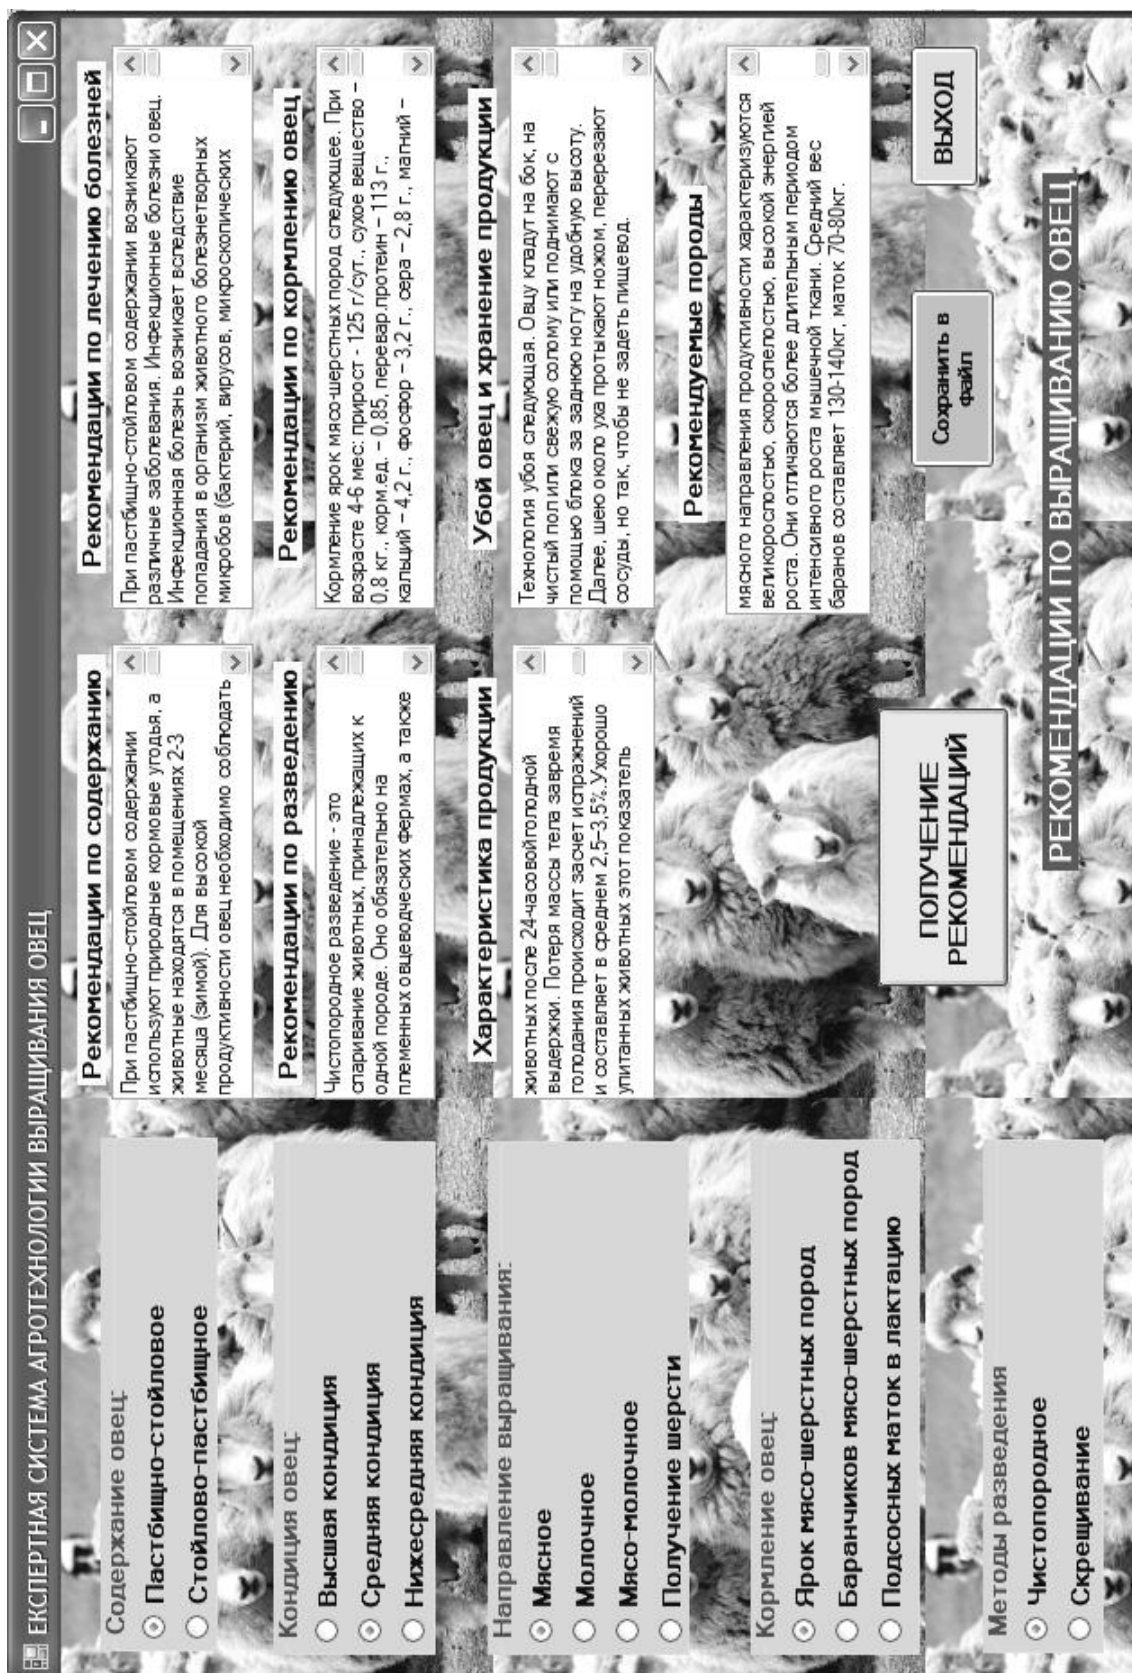 ЕКСПЕРТНАЯ СИСТЕМА АГРОТЕХНОЛОГИИ ВЫРАЩИВАНИЯ ОВЕЦ
Содержание овец:
Пастбищно-стойловое
Стойлово-пастбищное
Кондиция овец:
Высшая кондиция
Средняя кондиция
Нижесредняя кондиция
Направление выращивания:
Мясное
Молочное
Мясо-молочное
Получение шерсти
Кормление овец:
Ярок мясо-шерстных пород
Баранчиков мясо-шерстных пород
Подсосных маток в лактацию
Методы разведения
Чистопородное
Скрещивание
Рекомендации по содержанию
При пастбищно-стойловом содержании
используют природные кормовые угодья, а
животные находятся в помещениях 2-3
месяца (зимой). Для высокой
продуктивности овец необходимо соблюдать
Рекомендации по разведению
Чистопородное разведение - это
спаривание животных, принадлежащих к
одной породе. Оно обязательно на
племенных овцеводческих фермах, а также
Характеристика продукции
животных после 24-часовойголодной
выдержки. Потеря массы тела завремя
голодания происходит засчет испражнений
и составляет в среднем 2,5–3,5%. Ухорошо
упитанных животных этот показатель
Рекомендации по лечению болезней
При пастбищно-стойловом содержании возникают
различные заболевания. Инфекционные болезни овец.
Инфекционная болезнь возникает вследствие
попадания в организм животного болезнетворных
микробов (бактерий, вирусов, микроскопических
Рекомендации по кормлению овец
Кормление ярок мясо-шерстных пород следующее. При
возрасте 4-6 мес: прирост - 125 г/сут., сухое вещество –
0,8 кг., корм.ед. – 0,85, перевар.протеин – 113 г.,
кальций – 4,2 г., фосфор – 3,2 г., сера – 2,8 г., магний –
Убой овец и хранение продукции
Технология убоя следующая. Овцу кладут на бок, на
чистый пол или свежую солому или поднимают с
помощью блока за заднюю ногу на удобную высоту.
Далее, шею около уха протыкают ножом, перерезают
сосуды, но так, чтобы не задеть пищевод.
Рекомендуемые породы
мясного направления продуктивности характеризуются
великорослостью, скороспелостью, высокой энергией
роста. Они отличаются более длительным периодом
интенсивного роста мышечной ткани. Средний вес
баранов составляет 130-140кг, маток 70-80кг.
ПОЛУЧЕНИЕ
РЕКОМЕНДАЦИЙ
Сохранить в
файл
ВЫХОД
РЕКОМЕНДАЦИИ ПО ВЫРАЩИВАНИЮ ОВЕЦ